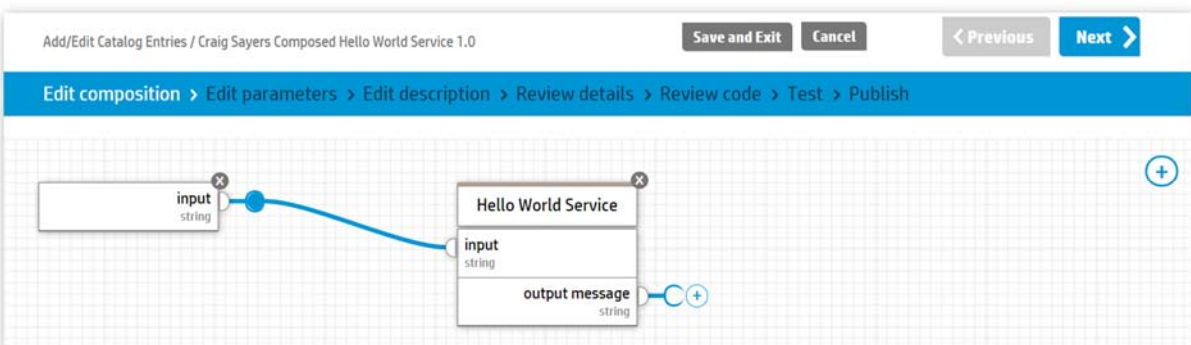 Add/Edit Catalog Entries / Craig Sayers Composed Hello World Service 1.0
Save and Exit
Cancel
< Previous
Next >
Edit composition > Edit parameters > Edit description > Review details > Review code > Test > Publish
input
string
Hello World Service
input
string
output message
string